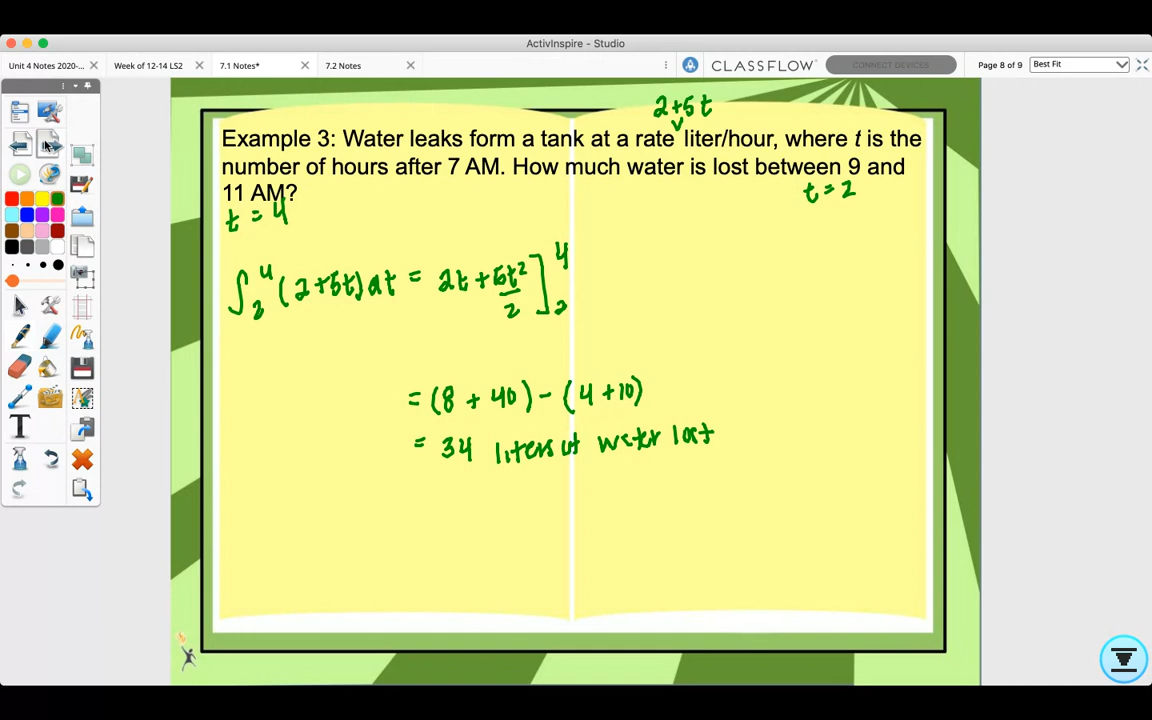 ActivInspire - Studio
Unit 4 Notes 2020-... Week of 12-14 LS2 7.1 Notes* 7.2 Notes CLASSFLOW CONNECT DEVICES Page 8 of 9 Best Fit
2+5t
Example 3: Water leaks form a tank at a rate liter/hour, where t is the
number of hours after 7 AM. How much water is lost between 9 and
t = 2
11 AM?
t = 4
∫₂⁴ (2+5t)dt = 2t + 5t²/2 ]₂⁴
= (8 + 40) - (4 + 10)
= 34 liters of water lost
T